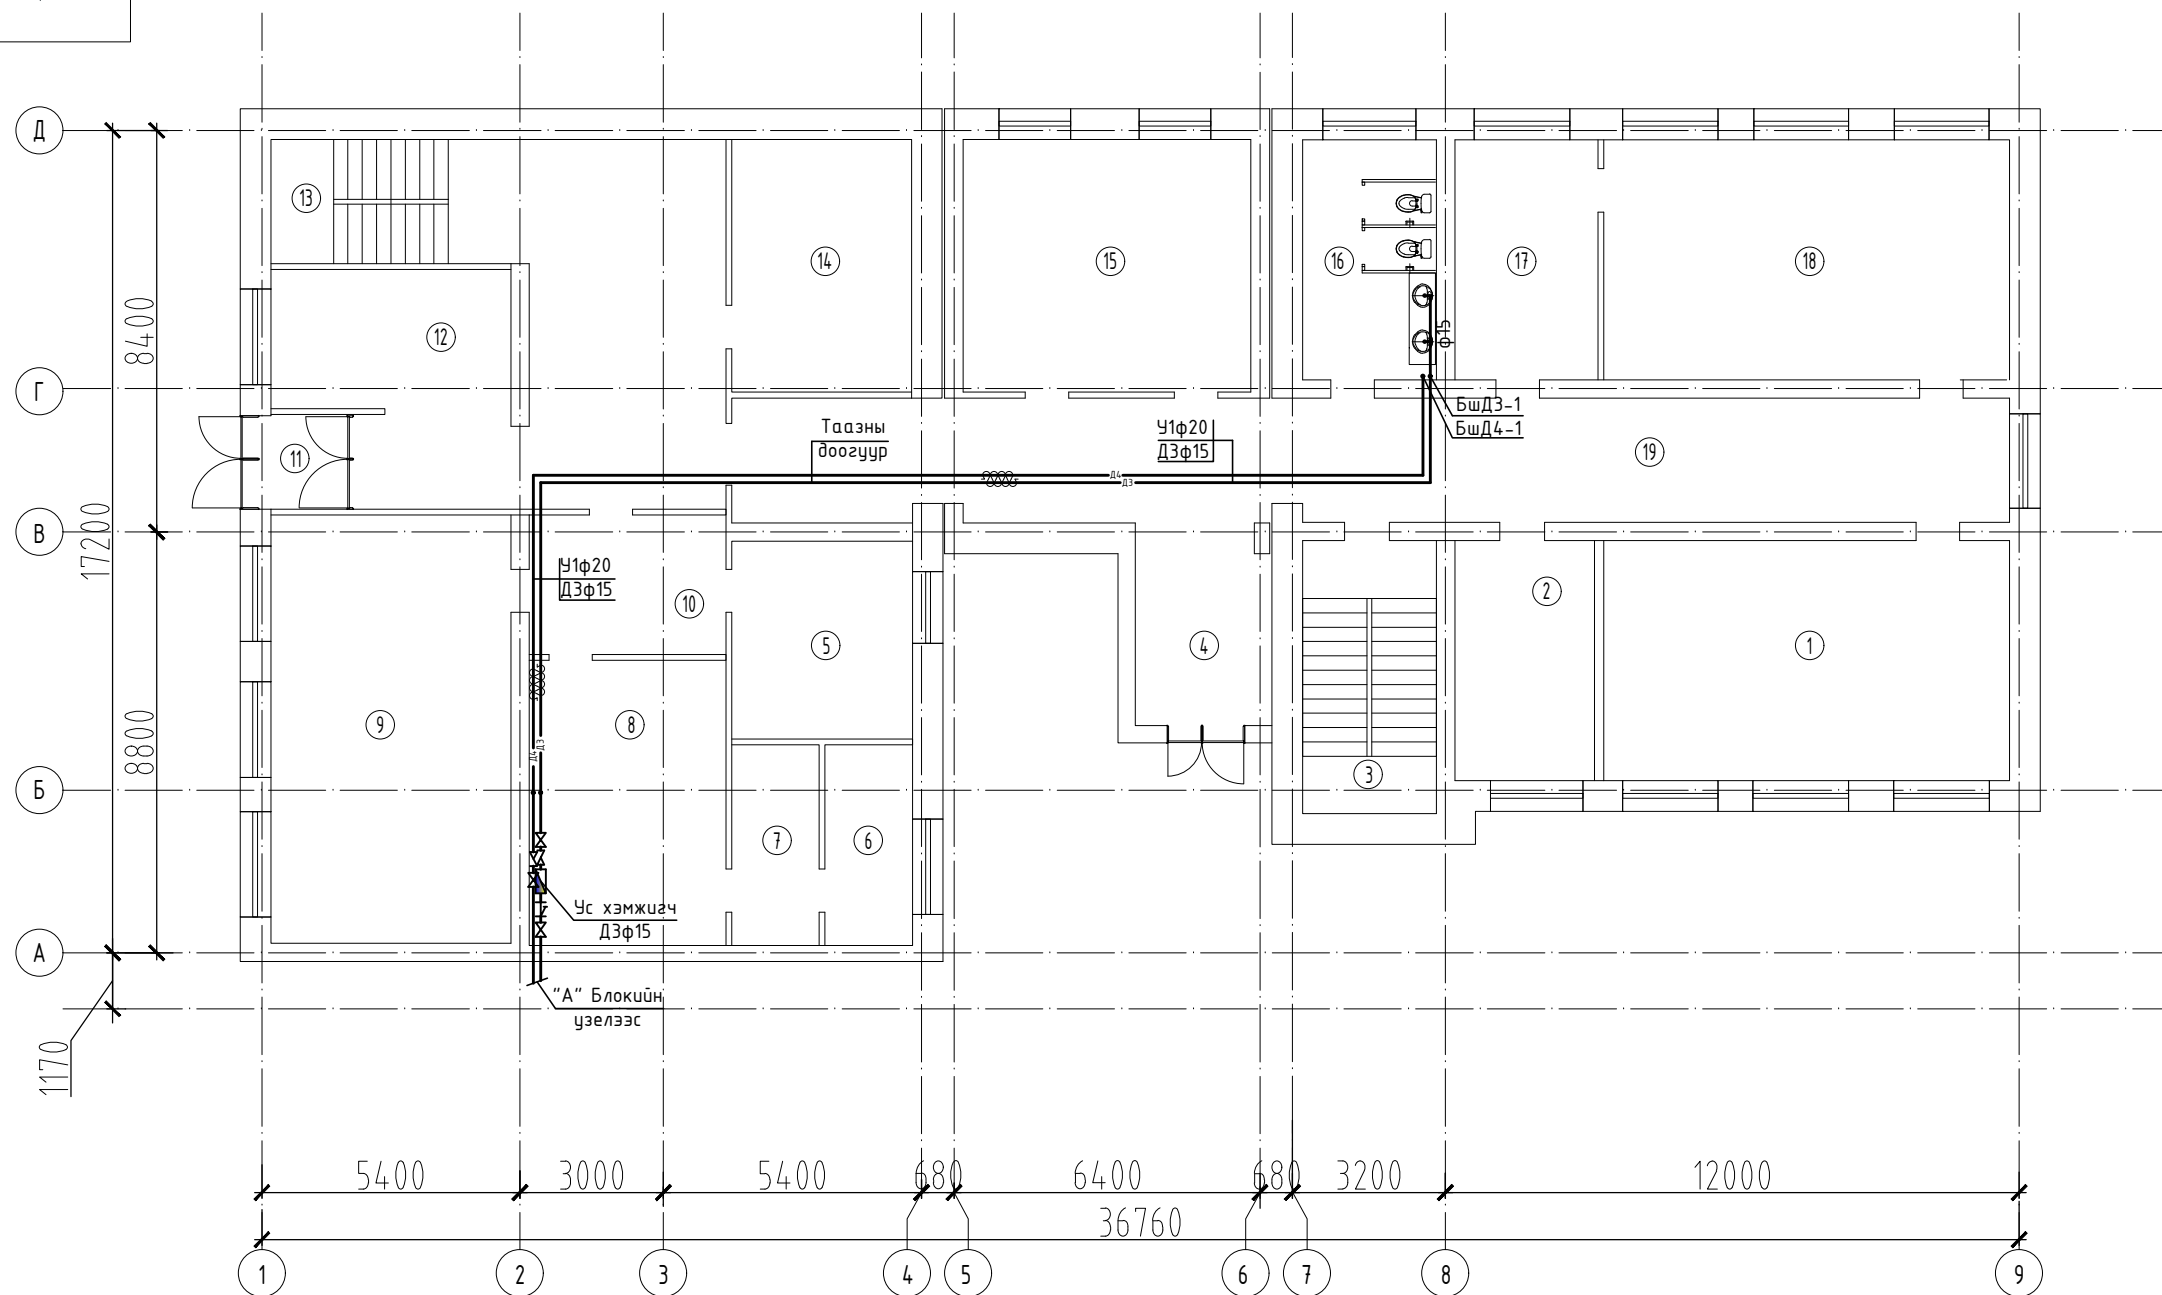 Д
13
14
15
16
17
18
8400
12
ф15
Г
БшД3-1
БшД4-1
Таазны
доогуур
У1ф20
Д3ф15
11
19
Д4
Д3
17200
В
У1ф20
Д3ф15
10
2
5
4
1
9
8
8800
Д4
Д3
3
Б
7
6
Ус хэмжигч
Д3ф15
А
"А" Блокийн
узелээс
1170
5400
3000
5400
680
6400
680
3200
12000
36760
1
2
3
4
5
6
7
8
9